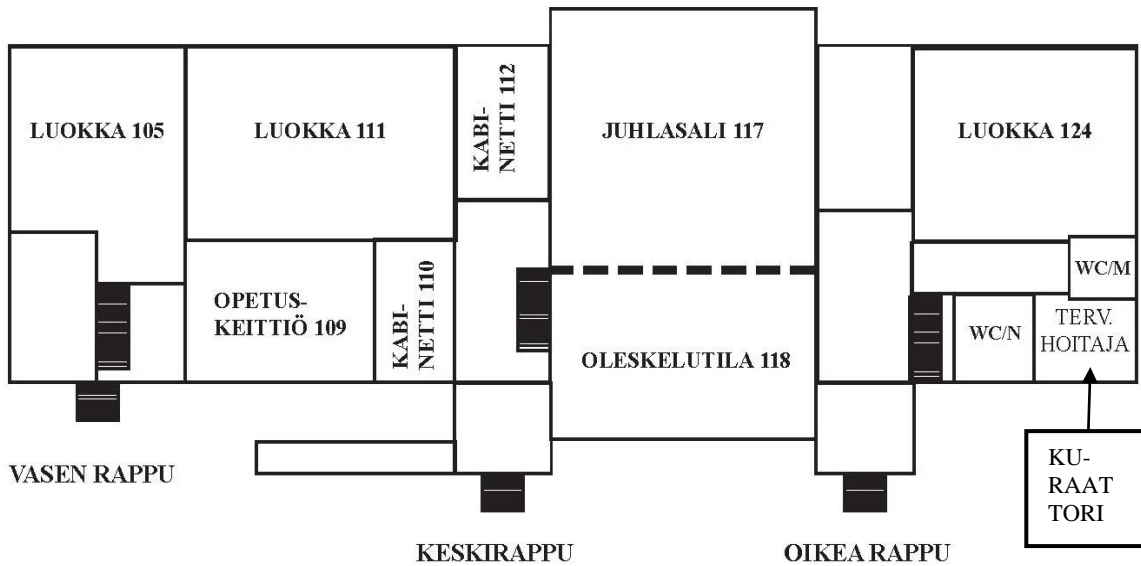 LUOKKA 105
LUOKKA 111
KABI-
NETTI 112
JUHLASALI 117
LUOKKA 124
OPETUS-
KEITTIÖ 109
KABI-
NETTI 110
OLESKELUTILA 118
WC/M
WC/N
TERV.
HOITAJA
KU-
RAAT
TORI
VASEN RAPPU
KESKIRAPPU
OIKEA RAPPU